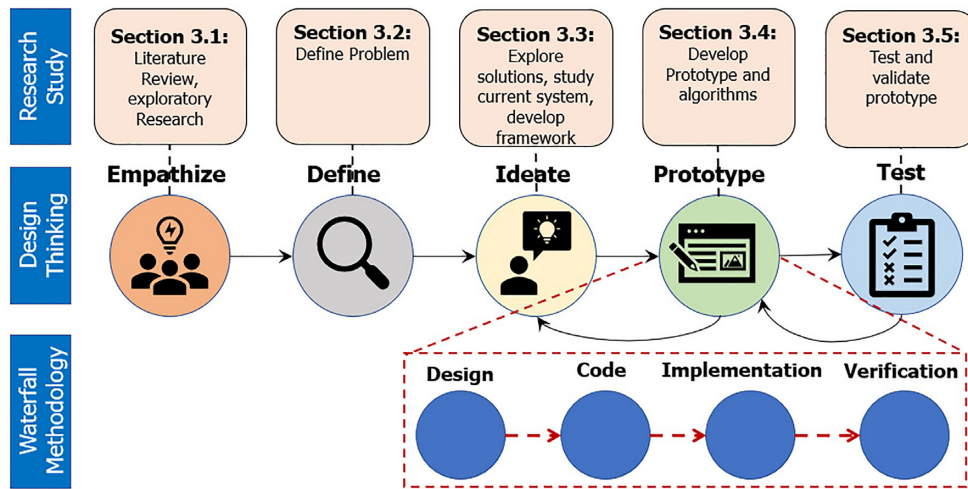 Research
Study
Section 3.1:
Literature
Review,
exploratory
Research
Section 3.2:
Define Problem
Section 3.3:
Explore
solutions, study
current system,
develop
framework
Section 3.4:
Develop
Prototype and
algorithms
Section 3.5:
Test and
validate
prototype
Design
Thinking
Empathize
Define
Ideate
Prototype
Test
Waterfall
Methodology
Design
Code
Implementation
Verification